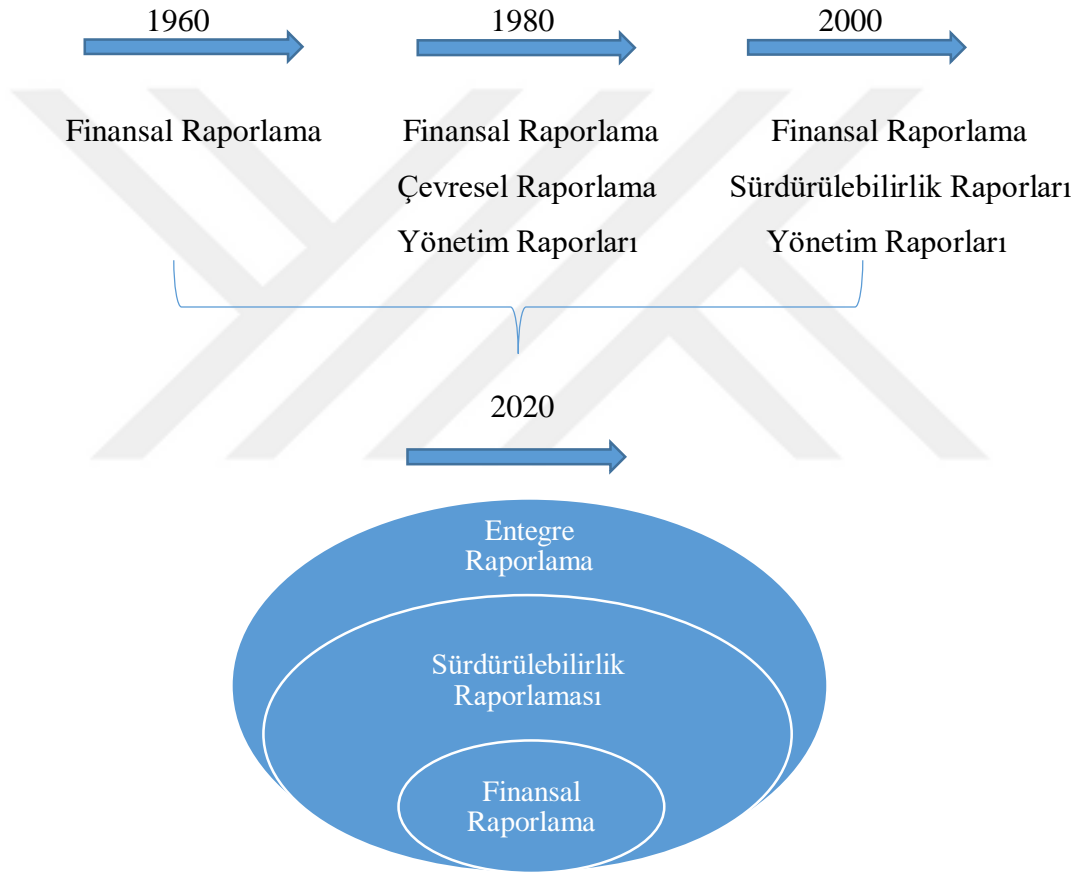 1960
1980
2000
Finansal Raporlama
Finansal Raporlama
Çevresel Raporlama
Yönetim Raporları
Finansal Raporlama
Sürdürülebilirlik Raporları
Yönetim Raporları
2020
Entegre
Raporlama
Sürdürülebilirlik
Raporlaması
Finansal
Raporlama